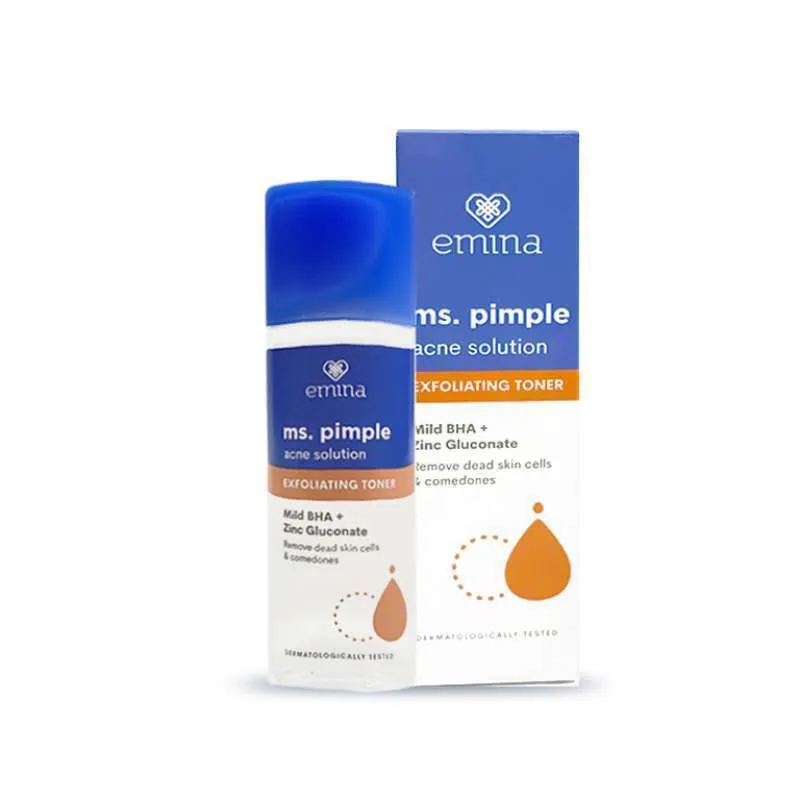 emina
ms. pimple
acne solution
EXFOLIATING TONER
Mild BHA +
Zinc Gluconate
Remove dead skin cells
& comedones
DERMATOLOGICALLY TESTED
emina
ms. pimple
acne solution
EXFOLIATING TONER
Mild BHA +
Zinc Gluconate
Remove dead skin cells
& comedones
DERMATOLOGICALLY TESTED